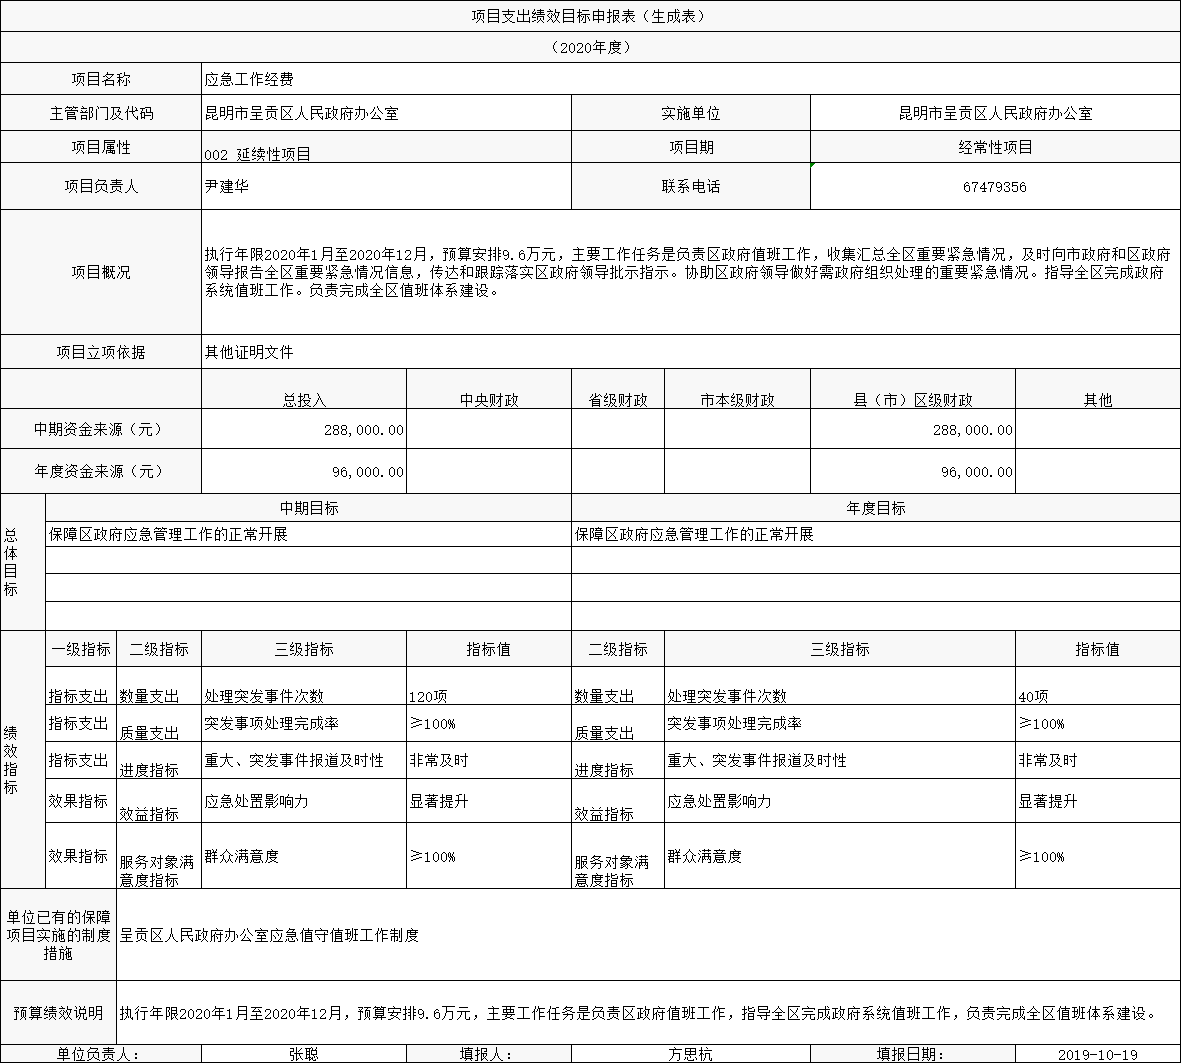 项目支出绩效目标申报表（生成表）
（2020年度）
项目名称 应急工作经费
主管部门及代码 昆明市呈贡区人民政府办公室 实施单位 昆明市呈贡区人民政府办公室
项目属性 002 延续性项目 项目期 经常性项目
项目负责人 尹建华 联系电话 67479356
项目概况
执行年限2020年1月至2020年12月，预算安排9.6万元，主要工作任务是负责区政府值班工作，收集汇总全区重要紧急情况，及时向市政府和区政府
领导报告全区重要紧急情况信息，传达和跟踪落实区政府领导批示指示。协助区政府领导做好需政府组织处理的重要紧急情况。指导全区完成政府
系统值班工作。负责完成全区值班体系建设。
项目立项依据 其他证明文件
总投入 中央财政 省级财政 市本级财政 县（市）区级财政 其他
中期资金来源（元） 288,000.00 288,000.00
年度资金来源（元） 96,000.00 96,000.00
总体目标
中期目标 年度目标
保障区政府应急管理工作的正常开展 保障区政府应急管理工作的正常开展
绩效指标
一级指标 二级指标 三级指标 指标值 二级指标 三级指标 指标值
指标支出 数量支出 处理突发事件次数 120项 数量支出 处理突发事件次数 40项
指标支出 质量支出 突发事项处理完成率 ≥100% 质量支出 突发事项处理完成率 ≥100%
指标支出 进度指标 重大、突发事件报道及时性 非常及时 进度指标 重大、突发事件报道及时性 非常及时
效果指标 效益指标 应急处置影响力 显著提升 效益指标 应急处置影响力 显著提升
效果指标 服务对象满意度指标 群众满意度 ≥100% 服务对象满意度指标 群众满意度 ≥100%
单位已有的保障
项目实施的制度
措施
呈贡区人民政府办公室应急值守值班工作制度
预算绩效说明 执行年限2020年1月至2020年12月，预算安排9.6万元，主要工作任务是负责区政府值班工作，指导全区完成政府系统值班工作，负责完成全区值班体系建设。
单位负责人： 张聪 填报人： 方思杭 填报日期： 2019-10-19